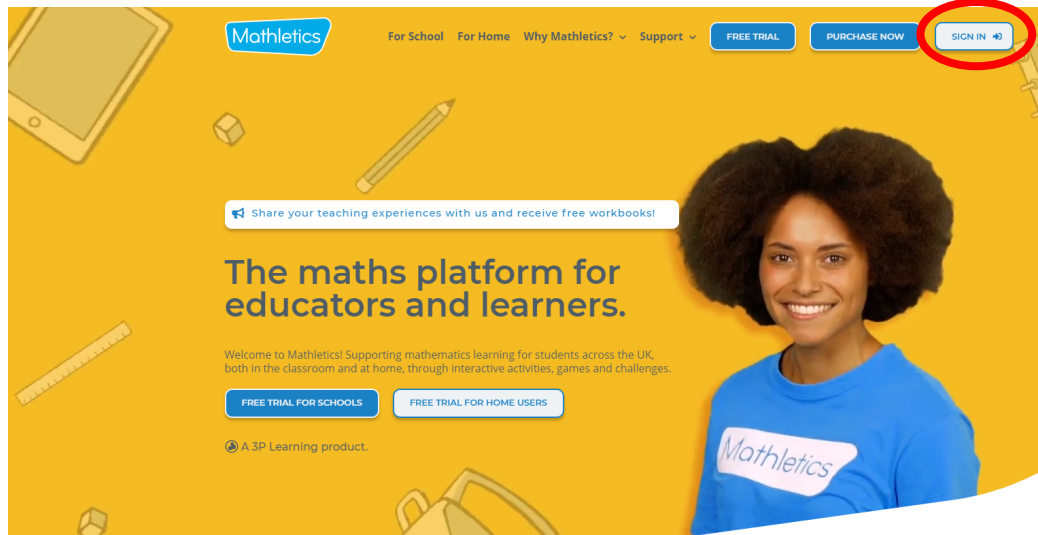 Mathletics
For School For Home Why Mathletics? Support FREE TRIAL PURCHASE NOW SIGN IN
Share your teaching experiences with us and receive free workbooks!
The maths platform for
educators and learners.
Welcome to Mathletics! Supporting mathematics learning for students across the UK,
both in the classroom and at home, through interactive activities, games and challenges.
FREE TRIAL FOR SCHOOLS FREE TRIAL FOR HOME USERS
A 3P Learning product.
Mathletics